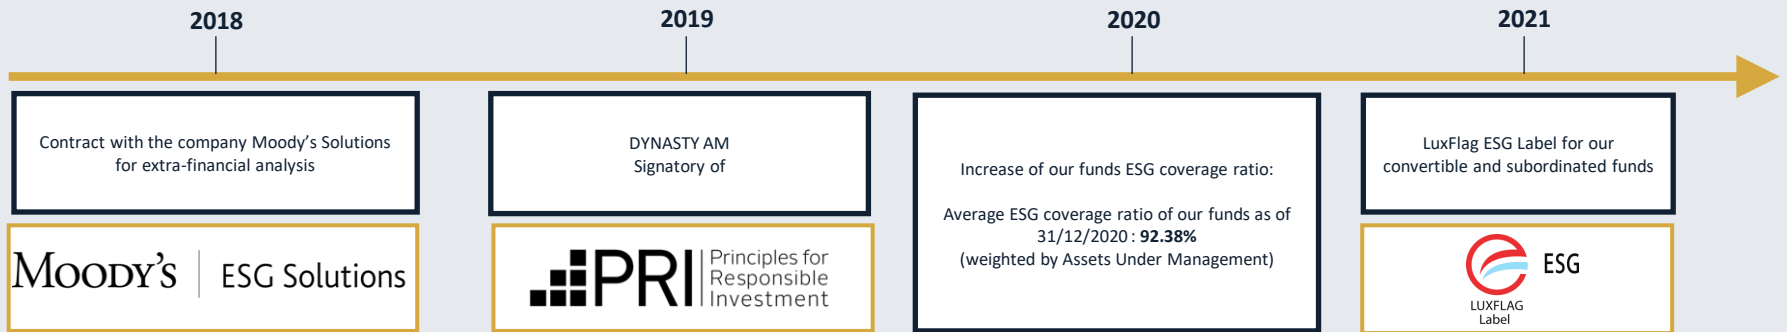 2018
2019
2020
2021
Contract with the company Moody's Solutions
for extra-financial analysis
MOODY'S | ESG Solutions
DYNASTY AM
Signatory of
PRI
Principles for
Responsible
Investment
Increase of our funds ESG coverage ratio:
Average ESG coverage ratio of our funds as of
31/12/2020 : 92.38%
(weighted by Assets Under Management)
LuxFlag ESG Label for our
convertible and subordinated funds
ESG
LUXFLAG
Label